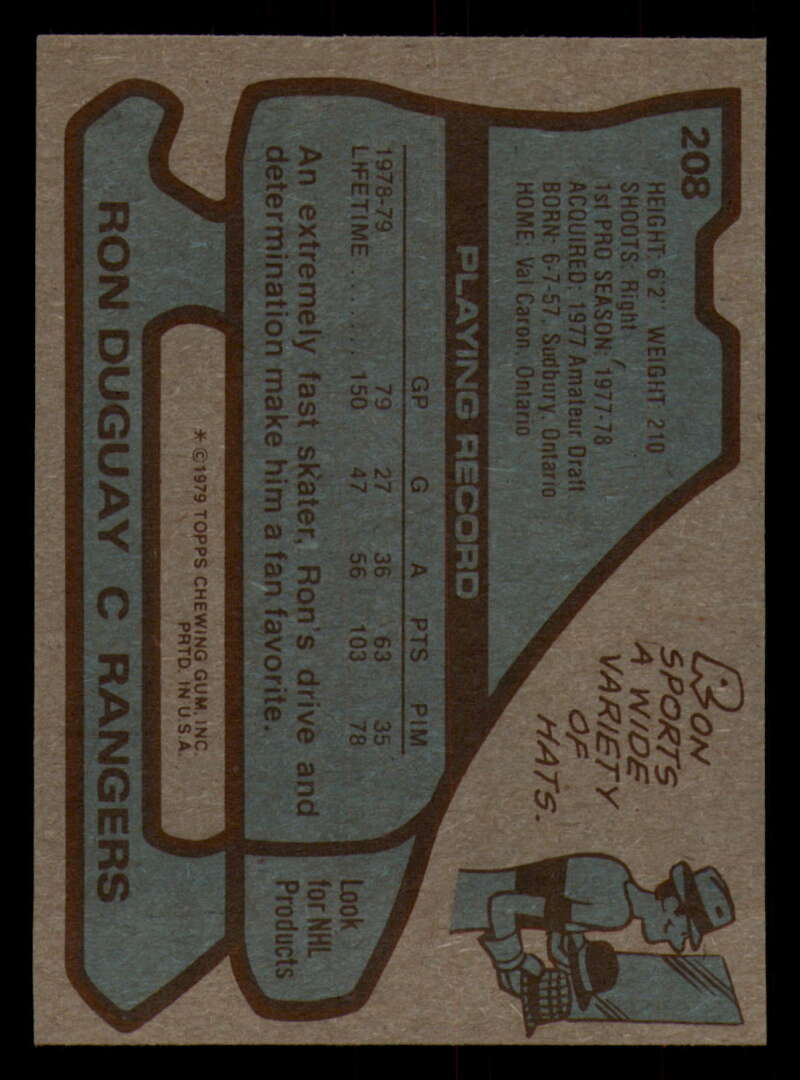 208
HEIGHT: 6'2" WEIGHT: 210
SHOOTS: Right
1st PRO SEASON: 1977-78
ACQUIRED: 1977 Amateur Draft
BORN: 6-7-57, Sudbury, Ontario
HOME: Val Caron, Ontario
RON
SPORTS
A WIDE
VARIETY
OF
HATS.
PLAYING RECORD
GP G A PTS PIM
1978-79 79 27 36 63 35
LIFETIME ........ 150 47 56 103 78
An extremely fast skater, Ron's drive and
determination make him a fan favorite.
Look
for NHL
Products
* ©1979 TOPPS CHEWING GUM, INC.
PRTD. IN U.S.A.
RON DUGUAY C RANGERS